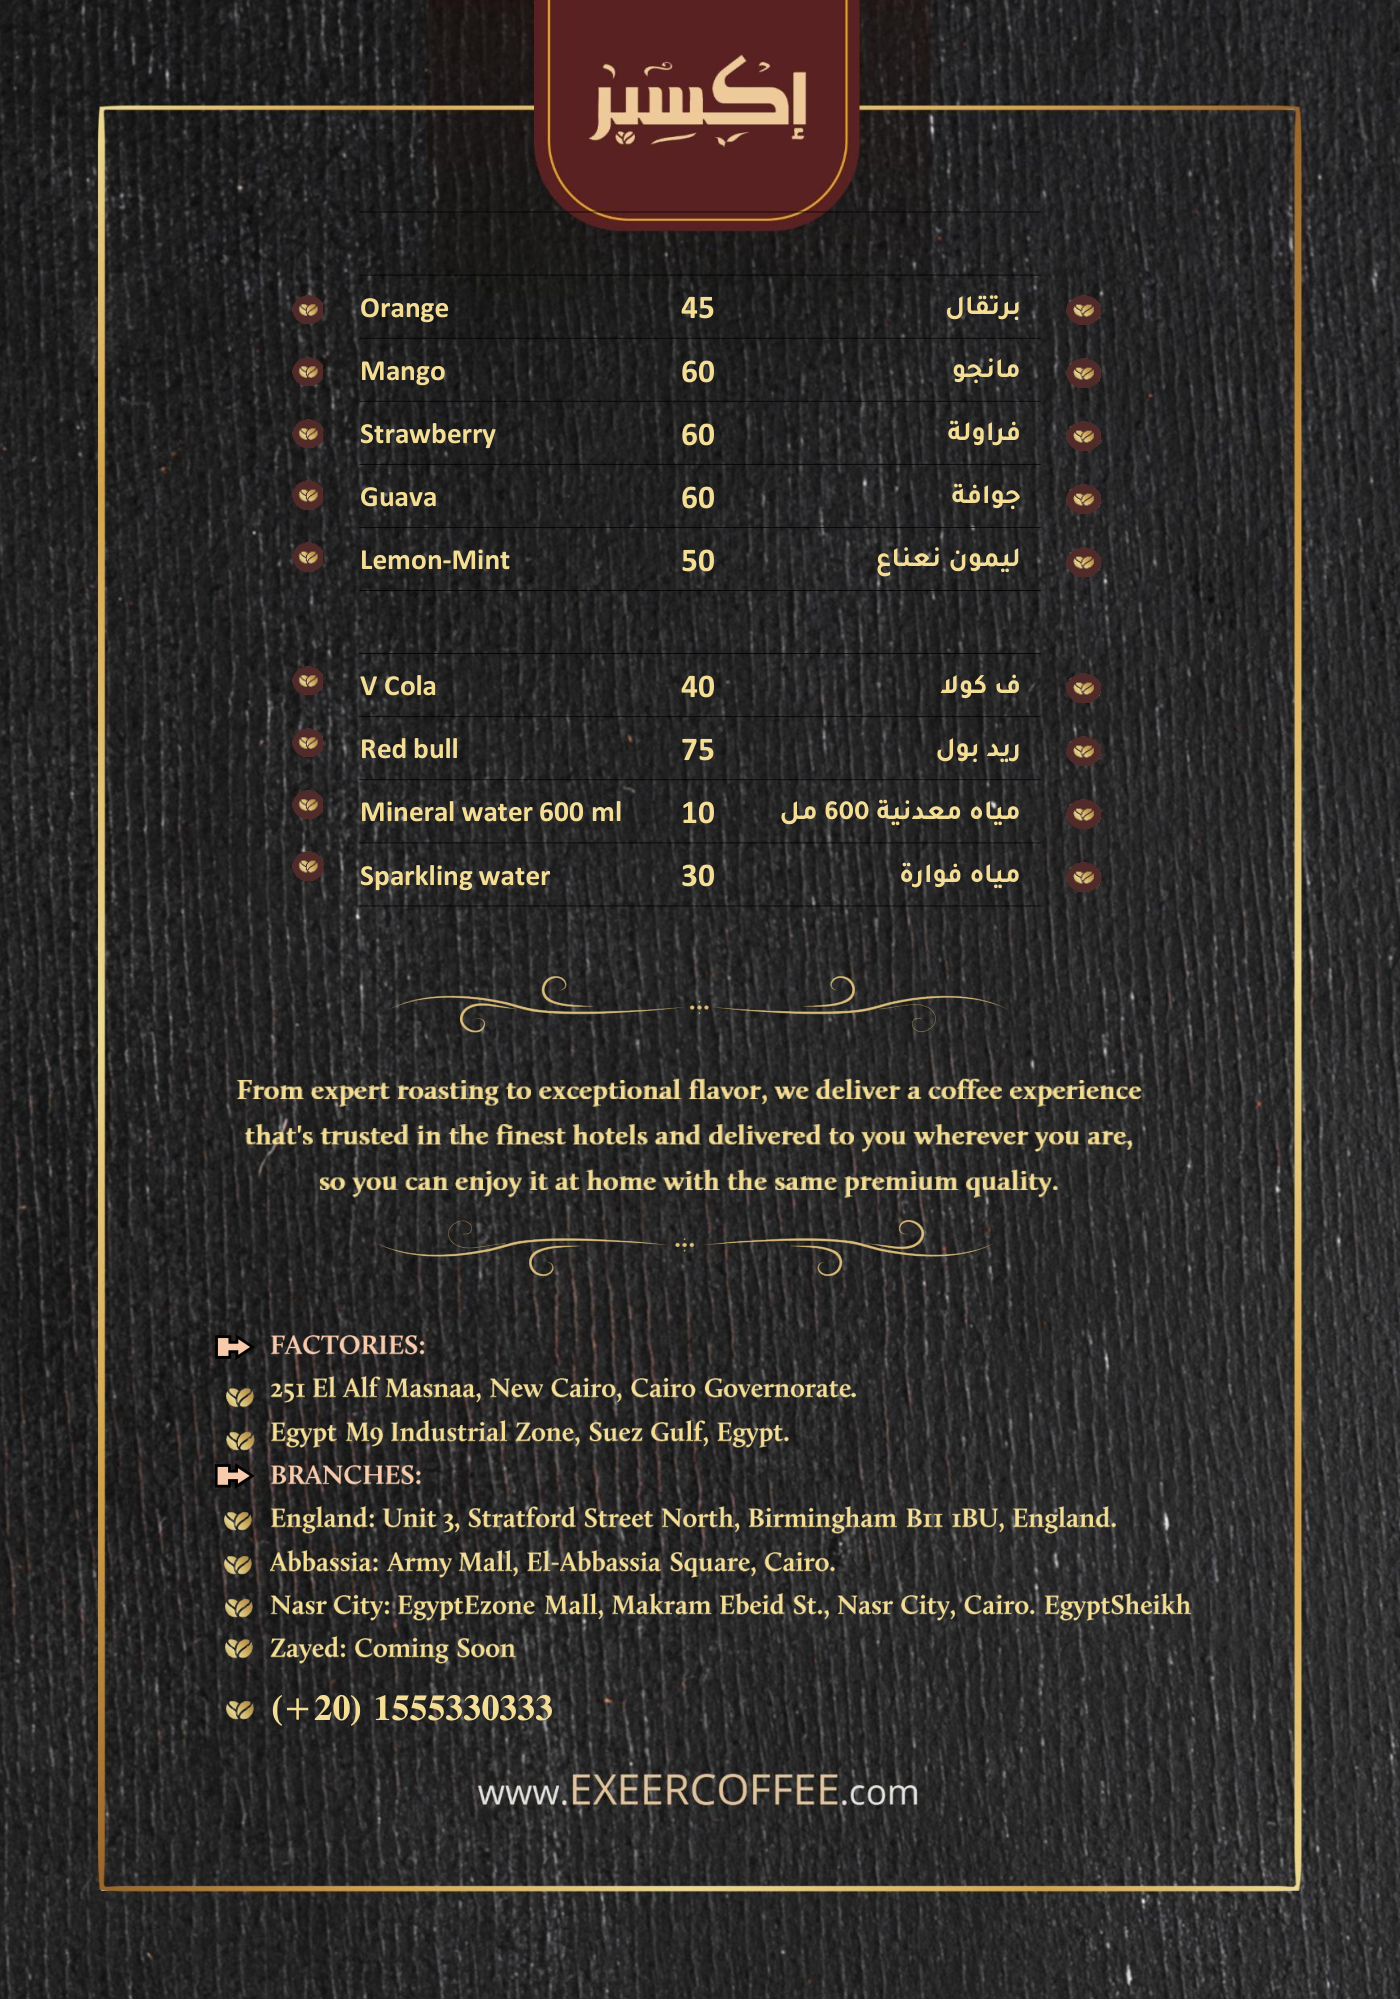 إكسير
Orange 45 برتقال
Mango 60 مانجو
Strawberry 60 فراولة
Guava 60 جوافة
Lemon-Mint 50 ليمون نعناع
V Cola 40 ف كولا
Red bull 75 ريد بول
Mineral water 600 ml 10 مياه معدنية 600 مل
Sparkling water 30 مياه فوارة
From expert roasting to exceptional flavor, we deliver a coffee experience
that's trusted in the finest hotels and delivered to you wherever you are,
so you can enjoy it at home with the same premium quality.
FACTORIES:
251 El Alf Masnaa, New Cairo, Cairo Governorate.
Egypt M9 Industrial Zone, Suez Gulf, Egypt.
BRANCHES:
England: Unit 3, Stratford Street North, Birmingham B11 1BU, England.
Abbassia: Army Mall, El-Abbassia Square, Cairo.
Nasr City: EgyptEzone Mall, Makram Ebeid St., Nasr City, Cairo. EgyptSheikh
Zayed: Coming Soon
(+20) 1555330333
www.EXEERCOFFEE.com